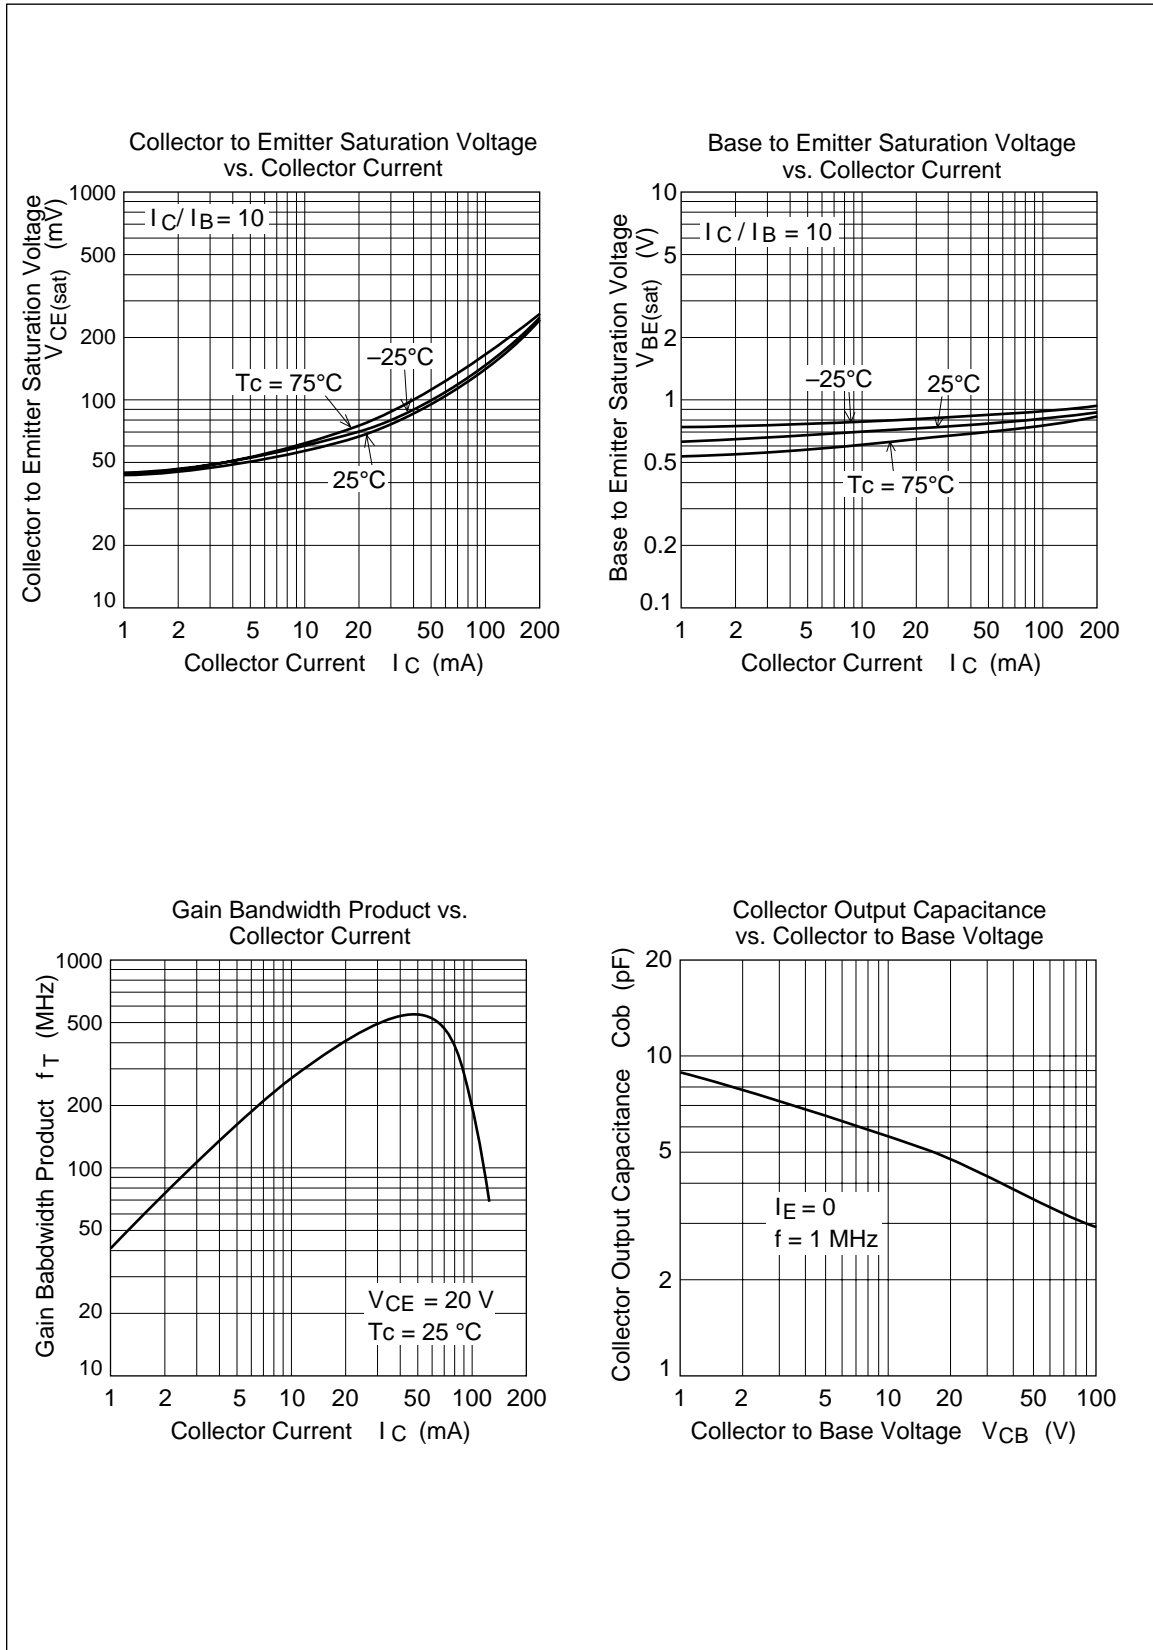 Collector to Emitter Saturation Voltage
vs. Collector Current
Collector to Emitter Saturation Voltage
VCE(sat) (mV)
1000
500
200
100
50
20
10
IC / IB = 10
–25°C
Tc = 75°C
25°C
1 2 5 10 20 50 100 200
Collector Current IC (mA)
Base to Emitter Saturation Voltage
vs. Collector Current
Base to Emitter Saturation Voltage
VBE(sat) (V)
10
5
2
1
0.5
0.2
0.1
IC / IB = 10
–25°C
25°C
Tc = 75°C
1 2 5 10 20 50 100 200
Collector Current IC (mA)
Gain Bandwidth Product vs.
Collector Current
Gain Babdwidth Product fT (MHz)
1000
500
200
100
50
20
10
VCE = 20 V
Tc = 25 °C
1 2 5 10 20 50 100 200
Collector Current IC (mA)
Collector Output Capacitance
vs. Collector to Base Voltage
Collector Output Capacitance Cob (pF)
20
10
5
2
1
IE = 0
f = 1 MHz
1 2 5 10 20 50 100
Collector to Base Voltage VCB (V)